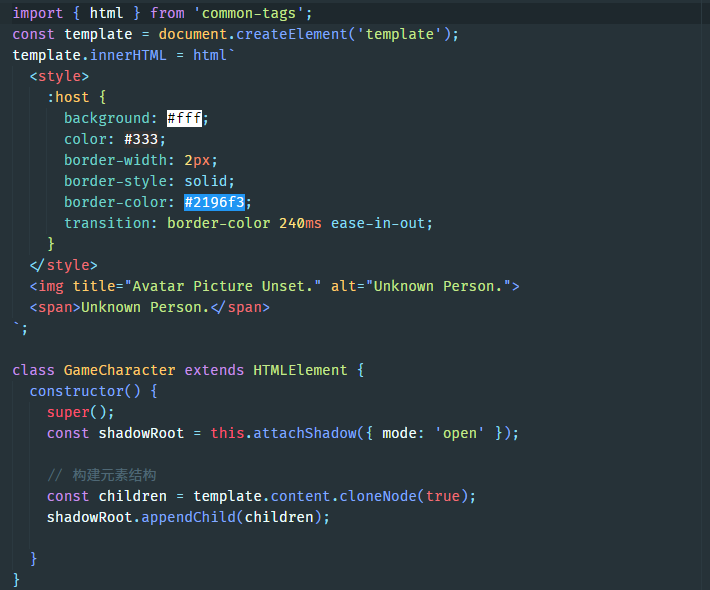 import { html } from 'common-tags';
const template = document.createElement('template');
template.innerHTML = html`
  <style>
    :host {
      background: #fff;
      color: #333;
      border-width: 2px;
      border-style: solid;
      border-color: #2196f3;
      transition: border-color 240ms ease-in-out;
    }
  </style>
  <img title="Avatar Picture Unset." alt="Unknown Person.">
  <span>Unknown Person.</span>
`;

class GameCharacter extends HTMLElement {
  constructor() {
    super();
    const shadowRoot = this.attachShadow({ mode: 'open' });

    // 构建元素结构
    const children = template.content.cloneNode(true);
    shadowRoot.appendChild(children);

  }
}